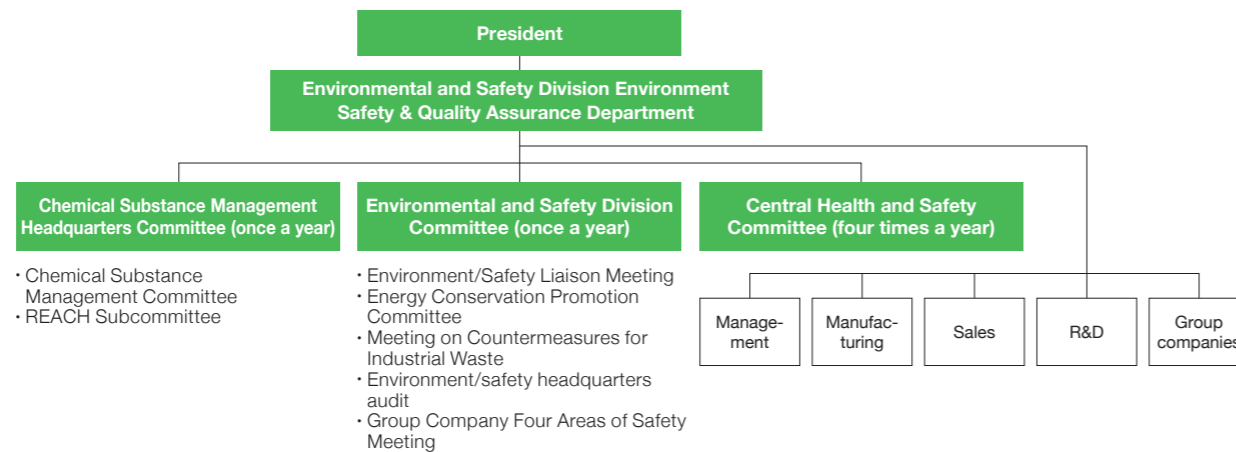 President
Environmental and Safety Division Environment
Safety & Quality Assurance Department
Chemical Substance Management
Headquarters Committee (once a year)
・Chemical Substance
Management Committee
・REACH Subcommittee
Environmental and Safety Division
Committee (once a year)
・Environment/Safety Liaison Meeting
・Energy Conservation Promotion
Committee
・Meeting on Countermeasures for
Industrial Waste
・Environment/safety headquarters
audit
・Group Company Four Areas of Safety
Meeting
Central Health and Safety
Committee (four times a year)
Manage-
ment
Manufac-
turing
Sales
R&D
Group
companies